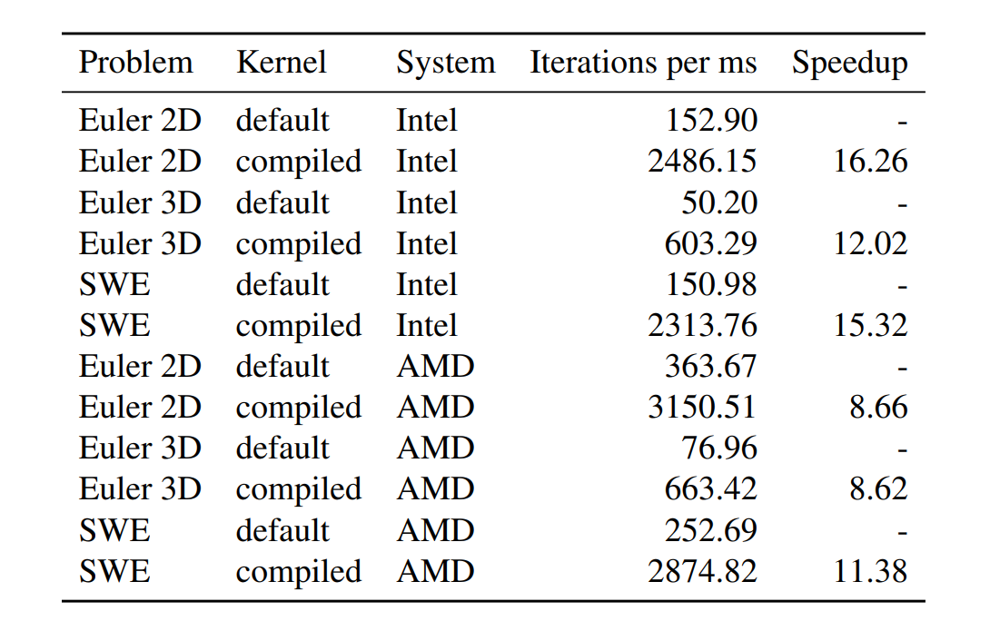 Problem Kernel System Iterations per ms Speedup
Euler 2D default Intel 152.90 -
Euler 2D compiled Intel 2486.15 16.26
Euler 3D default Intel 50.20 -
Euler 3D compiled Intel 603.29 12.02
SWE default Intel 150.98 -
SWE compiled Intel 2313.76 15.32
Euler 2D default AMD 363.67 -
Euler 2D compiled AMD 3150.51 8.66
Euler 3D default AMD 76.96 -
Euler 3D compiled AMD 663.42 8.62
SWE default AMD 252.69 -
SWE compiled AMD 2874.82 11.38